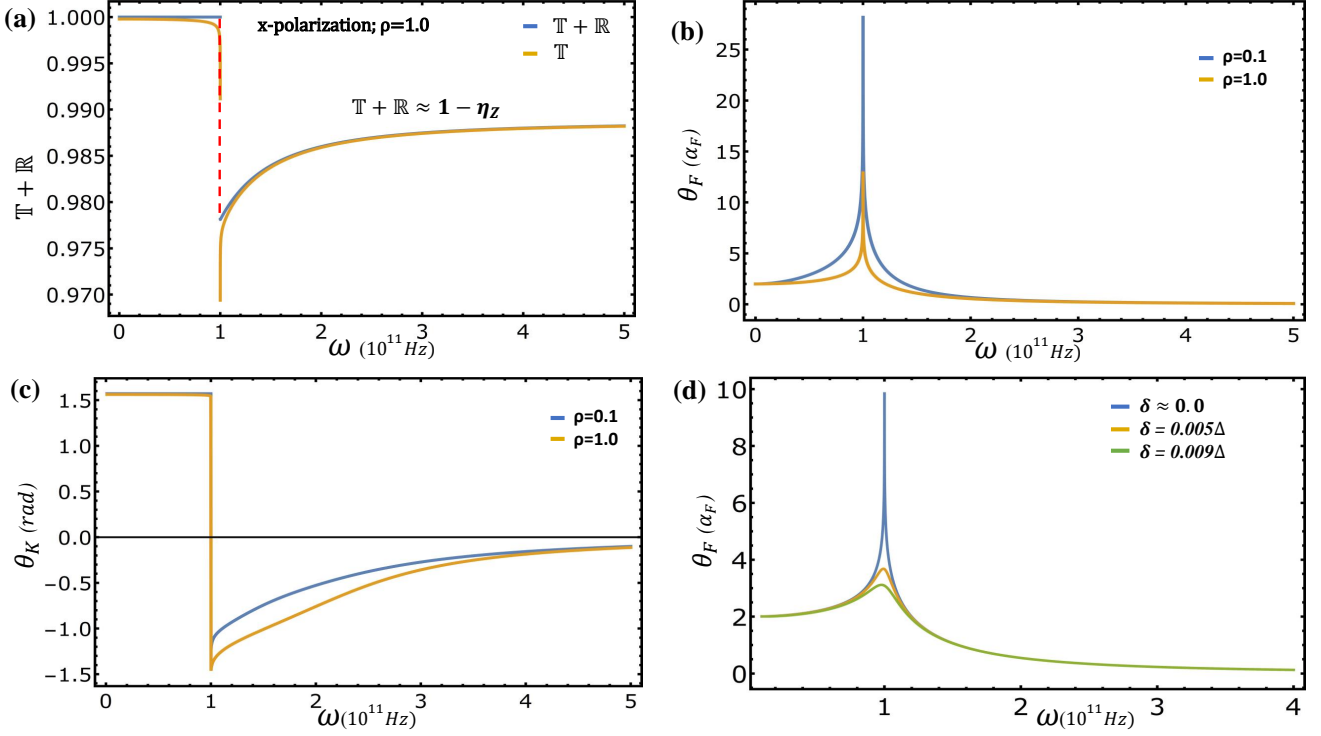 (a)
1.000
0.995
0.990
0.985
0.980
0.975
0.970
𝕋 + ℝ
x-polarization; ρ=1.0
𝕋 + ℝ
𝕋
𝕋 + ℝ ≈ 1 − η_Z
0 1 2 3 4 5
ω (10^11 Hz)
(b)
25
20
15
10
5
0
θ_F (α_F)
ρ=0.1
ρ=1.0
0 1 2 3 4 5
ω (10^11 Hz)
(c)
1.5
1.0
0.5
0.0
−0.5
−1.0
−1.5
θ_K (rad)
ρ=0.1
ρ=1.0
0 1 2 3 4 5
ω(10^11 Hz)
(d)
10
8
6
4
2
0
θ_F (α_F)
δ ≈ 0.0
δ = 0.005Δ
δ = 0.009Δ
1 2 3 4
ω(10^11 Hz)